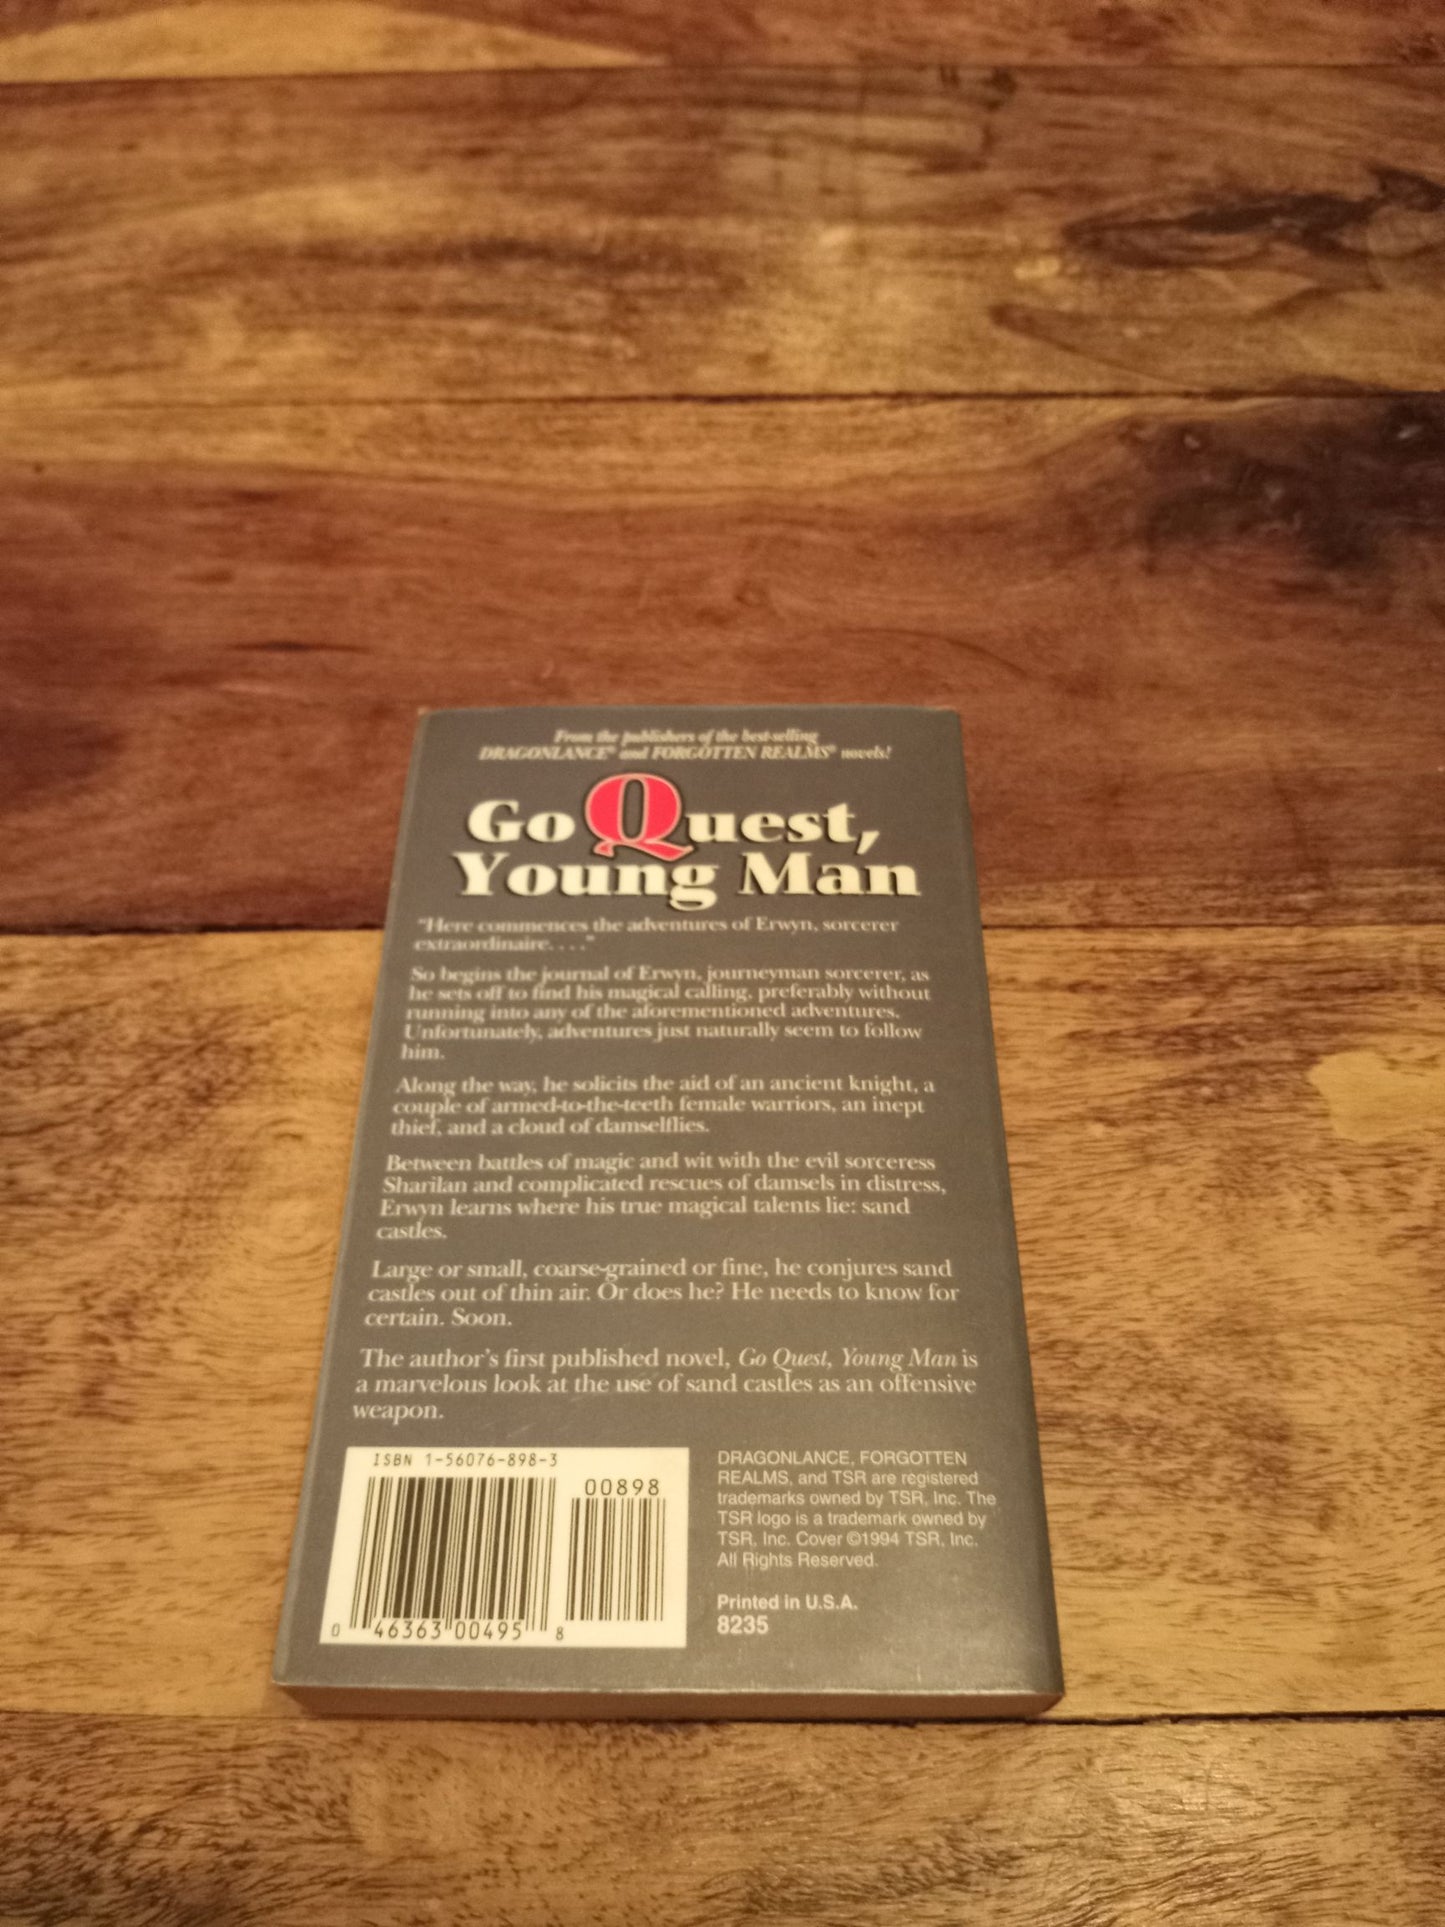 From the publishers of the best-selling
DRAGONLANCE® and FORGOTTEN REALMS® novels!
Go Quest,
Young Man
"Here commences the adventures of Erwyn, sorcerer
extraordinaire. . . ."
So begins the journal of Erwyn, journeyman sorcerer, as
he sets off to find his magical calling, preferably without
running into any of the aforementioned adventures.
Unfortunately, adventures just naturally seem to follow
him.
Along the way, he solicits the aid of an ancient knight, a
couple of armed-to-the-teeth female warriors, an inept
thief, and a cloud of damselflies.
Between battles of magic and wit with the evil sorceress
Sharilan and complicated rescues of damsels in distress,
Erwyn learns where his true magical talents lie: sand
castles.
Large or small, coarse-grained or fine, he conjures sand
castles out of thin air. Or does he? He needs to know for
certain. Soon.
The author's first published novel, Go Quest, Young Man is
a marvelous look at the use of sand castles as an offensive
weapon.
ISBN 1-56076-898-3
00898
0 46363 00495 8
DRAGONLANCE, FORGOTTEN
REALMS, and TSR are registered
trademarks owned by TSR, Inc. The
TSR logo is a trademark owned by
TSR, Inc. Cover ©1994 TSR, Inc.
All Rights Reserved.
Printed in U.S.A.
8235